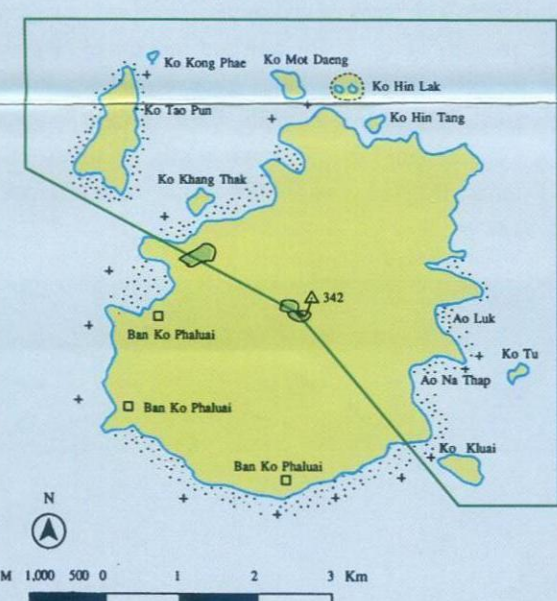 Ko Kong Phae
Ko Mot Daeng
Ko Hin Lak
Ko Tao Pun
Ko Hin Tang
Ko Khang Thak
342
Ao Luk
Ban Ko Phaluai
Ko Tu
Ao Na Thap
Ban Ko Phaluai
Ko Kluai
Ban Ko Phaluai
N
M 1,000 500 0 1 2 3 Km